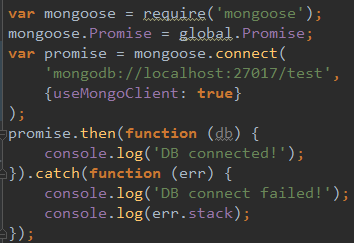 var mongoose = require('mongoose');
mongoose.Promise = global.Promise;
var promise = mongoose.connect(
    'mongodb://localhost:27017/test',
    {useMongoClient: true}
);
promise.then(function (db) {
    console.log('DB connected!');
}).catch(function (err) {
    console.log('DB connect failed!');
    console.log(err.stack);
});